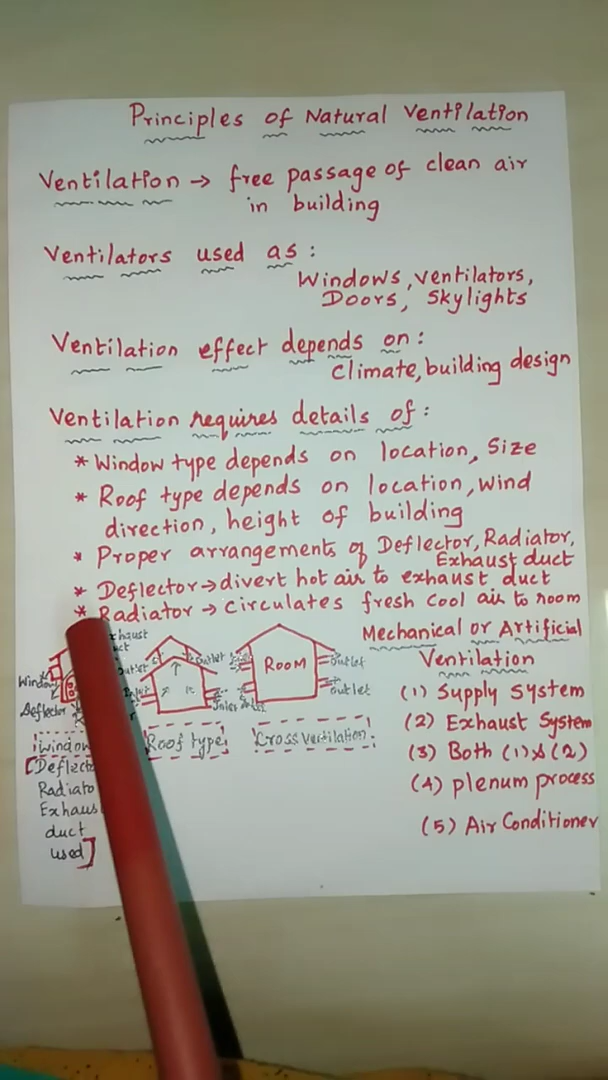 Principles of Natural Ventilation
Ventilation → free passage of clean air
in building
Ventilators used as :
Windows, ventilators,
Doors, Skylights
Ventilation effect depends on :
climate, building design
Ventilation requires details of :
* Window type depends on location, Size
* Roof type depends on location, wind
direction, height of building
* Proper arrangements of Deflector, Radiator,
Exhaust duct
* Deflector → divert hot air to exhaust duct
* Radiator → circulates fresh cool air to room
Window
Deflector
Outlet
ROOM
outlet
outlet
window
Roof type
Cross ventilation
[Deflec
Radiato
Exhaus
duct
used]
Mechanical or Artificial
Ventilation
(1) Supply System
(2) Exhaust System
(3) Both (1) & (2)
(4) plenum process
(5) Air Conditioner